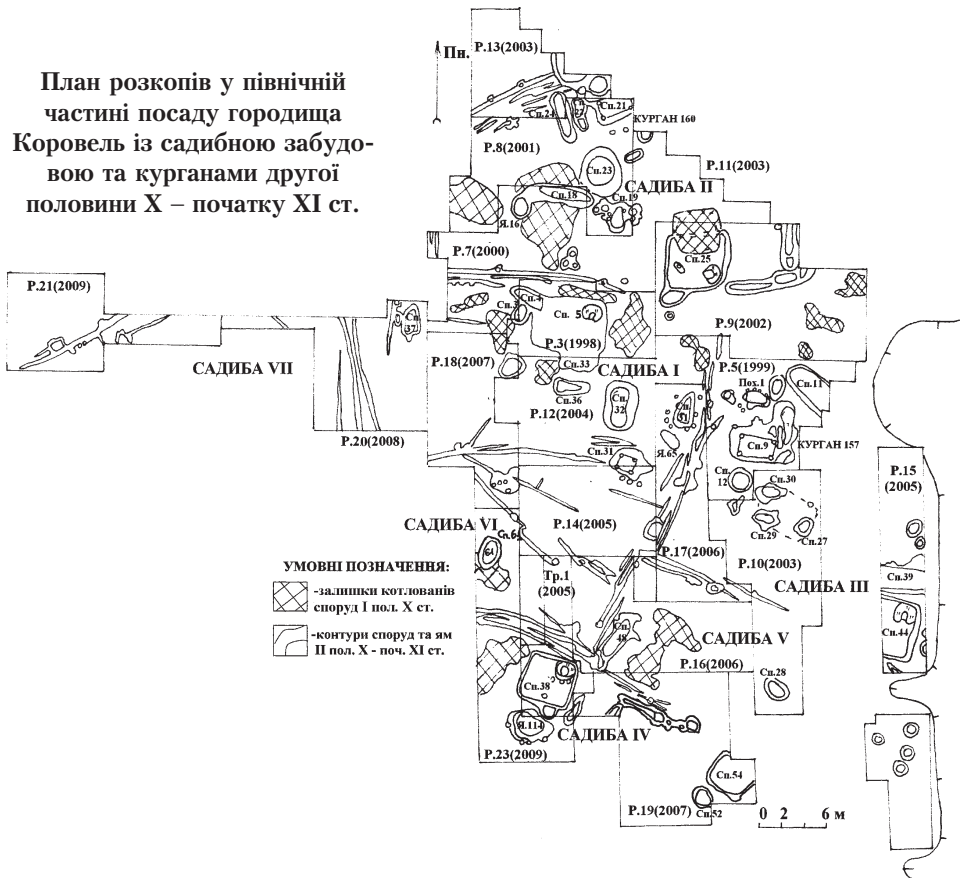 План розкопів у північній
частині посаду городища
Коровель із садибною забудо-
вою та курганами другої
половини X – початку XI ст.
Пн.
Р.13(2003)
Сп.24
Сп.21
КУРГАН 160
Р.8(2001)
Р.11(2003)
Сп.23
САДИБА II
Сп.18
Сп.19
Я.16
Р.7(2000)
Сп.25
Р.21(2009)
Сп.4
Сп.3
Сп. 5
Сп.
37
Р.9(2002)
Р.3(1998)
САДИБА VII
Р.18(2007)
Сп.33
САДИБА I
Р.5(1999)
Пох.1
Сп.11
Сп.36
Сп.
32
Р.12(2004)
Р.20(2008)
Сп.9
КУРГАН 157
Я.65
Сп.31
Сп.
12
Сп.30
Р.15
(2005)
САДИБА VI
Р.14(2005)
Сп.29
Сп.27
Р.17(2006)
Р.10(2003)
УМОВНІ ПОЗНАЧЕННЯ:
-залишки котлованів
споруд I пол. X ст.
-контури споруд та ям
II пол. X - поч. XI ст.
Тр.1
(2005)
САДИБА III
Сп.39
Сп.44
Сп.
48
САДИБА V
Р.16(2006)
Сп.28
Сп.38
Я.114
САДИБА IV
Р.23(2009)
Сп.54
Сп.52
Р.19(2007)
0 2 6 м